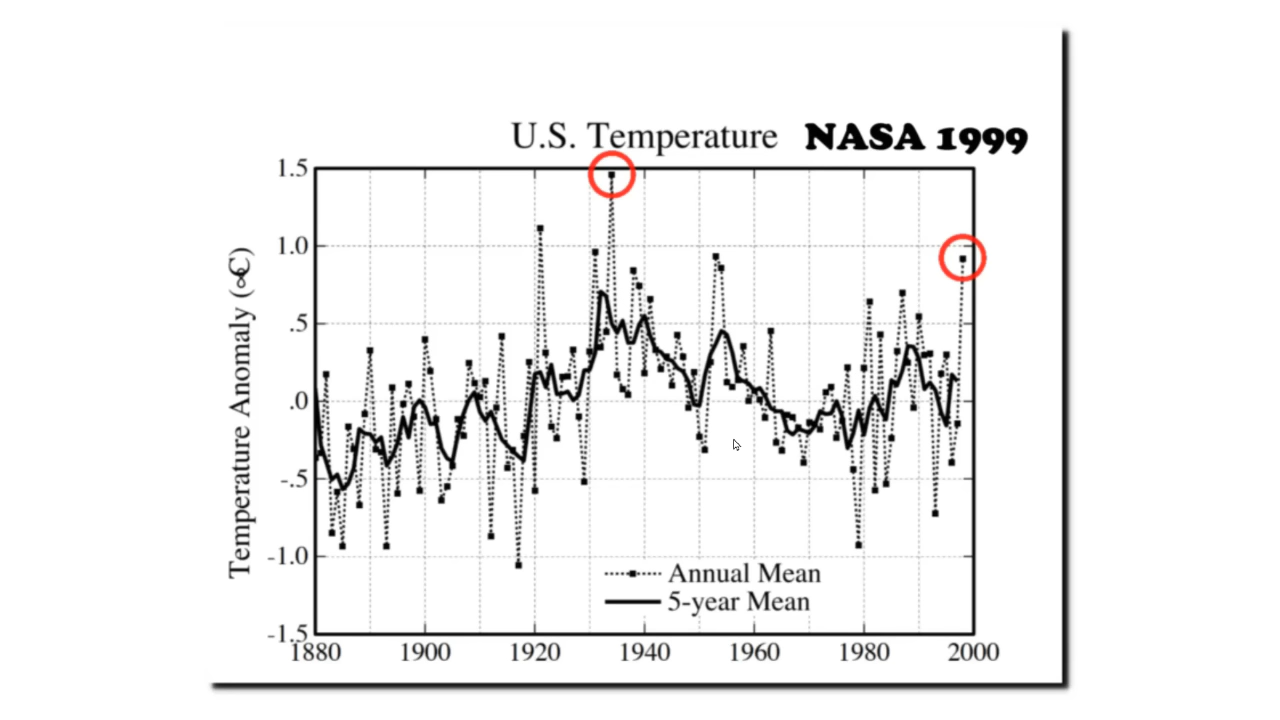 U.S. Temperature NASA 1999
1.5
1.0
.5
.0
-.5
-1.0
-1.5
Temperature Anomaly (°C)
Annual Mean
5-year Mean
1880 1900 1920 1940 1960 1980 2000